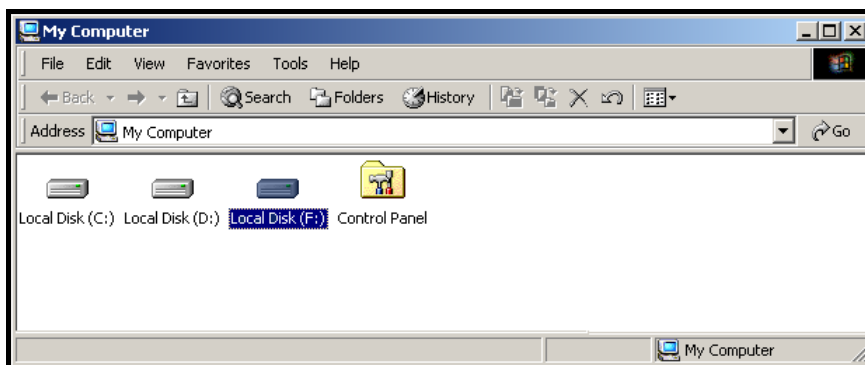 My Computer
File Edit View Favorites Tools Help
Back Search Folders History
Address My Computer Go
Local Disk (C:) Local Disk (D:) Local Disk (F:) Control Panel
My Computer